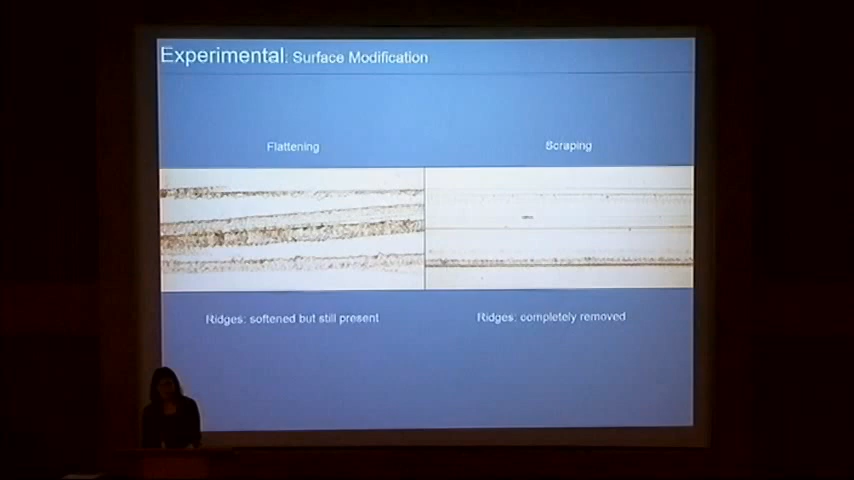 Experimental: Surface Modification
Flattening
Scraping
Ridges: softened but still present
Ridges: completely removed